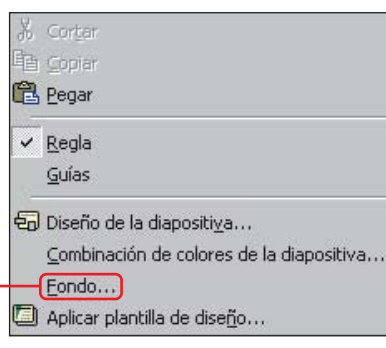 Cortar
Copiar
Pegar
Regla
Guías
Diseño de la diapositiva...
Combinación de colores de la diapositiva...
Fondo...
Aplicar plantilla de diseño...